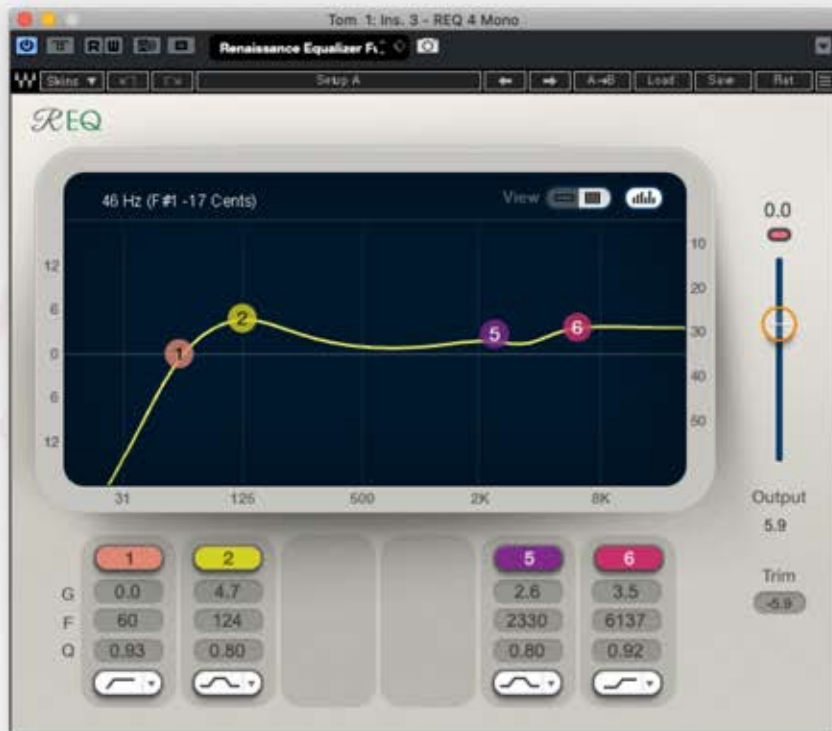 Tom 1: Ins. 3 - REQ 4 Mono
R W Renaissance Equalizer Fu
Skins Setup A A→B Load Save
REQ
46 Hz (F#1 -17 Cents) View
0.0
12 6 0 6 12
10 20 30 40 50
1 2 5 6
31 125 500 2K 8K
Output
5.9
Trim
-5.9
1 2 5 6
G 0.0 4.7 2.6 3.5
F 60 124 2330 6137
Q 0.93 0.80 0.80 0.92